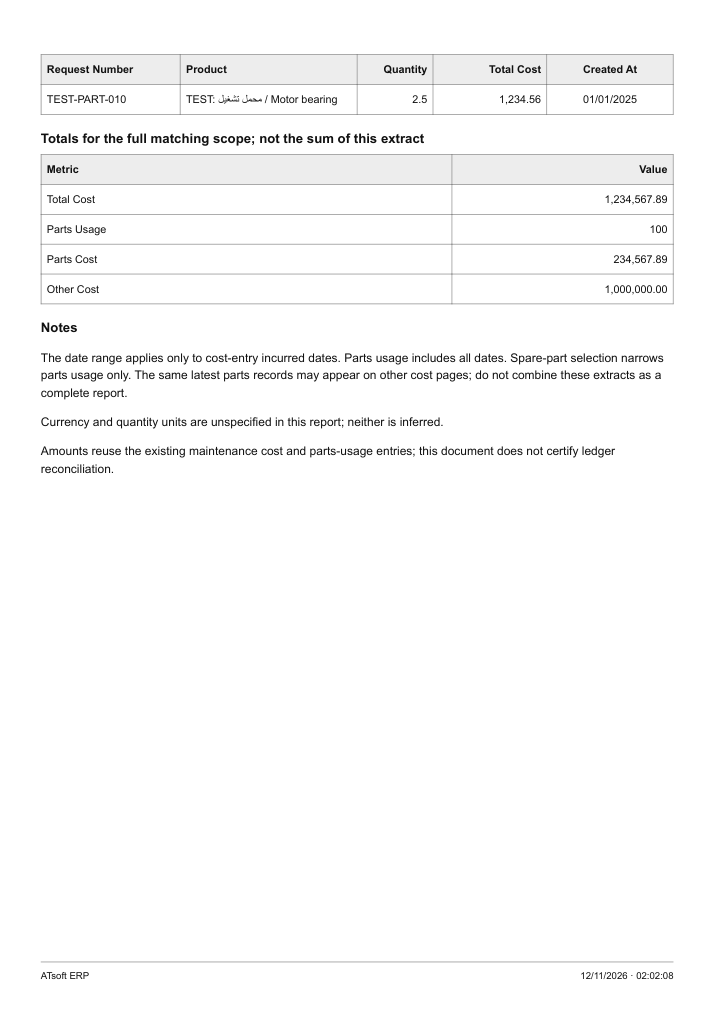 Request Number Product Quantity Total Cost Created At
TEST-PART-010 TEST: محمل تشغيل / Motor bearing 2.5 1,234.56 01/01/2025
Totals for the full matching scope; not the sum of this extract
Metric Value
Total Cost 1,234,567.89
Parts Usage 100
Parts Cost 234,567.89
Other Cost 1,000,000.00
Notes
The date range applies only to cost-entry incurred dates. Parts usage includes all dates. Spare-part selection narrows
parts usage only. The same latest parts records may appear on other cost pages; do not combine these extracts as a
complete report.
Currency and quantity units are unspecified in this report; neither is inferred.
Amounts reuse the existing maintenance cost and parts-usage entries; this document does not certify ledger
reconciliation.
ATsoft ERP 12/11/2026 · 02:02:08